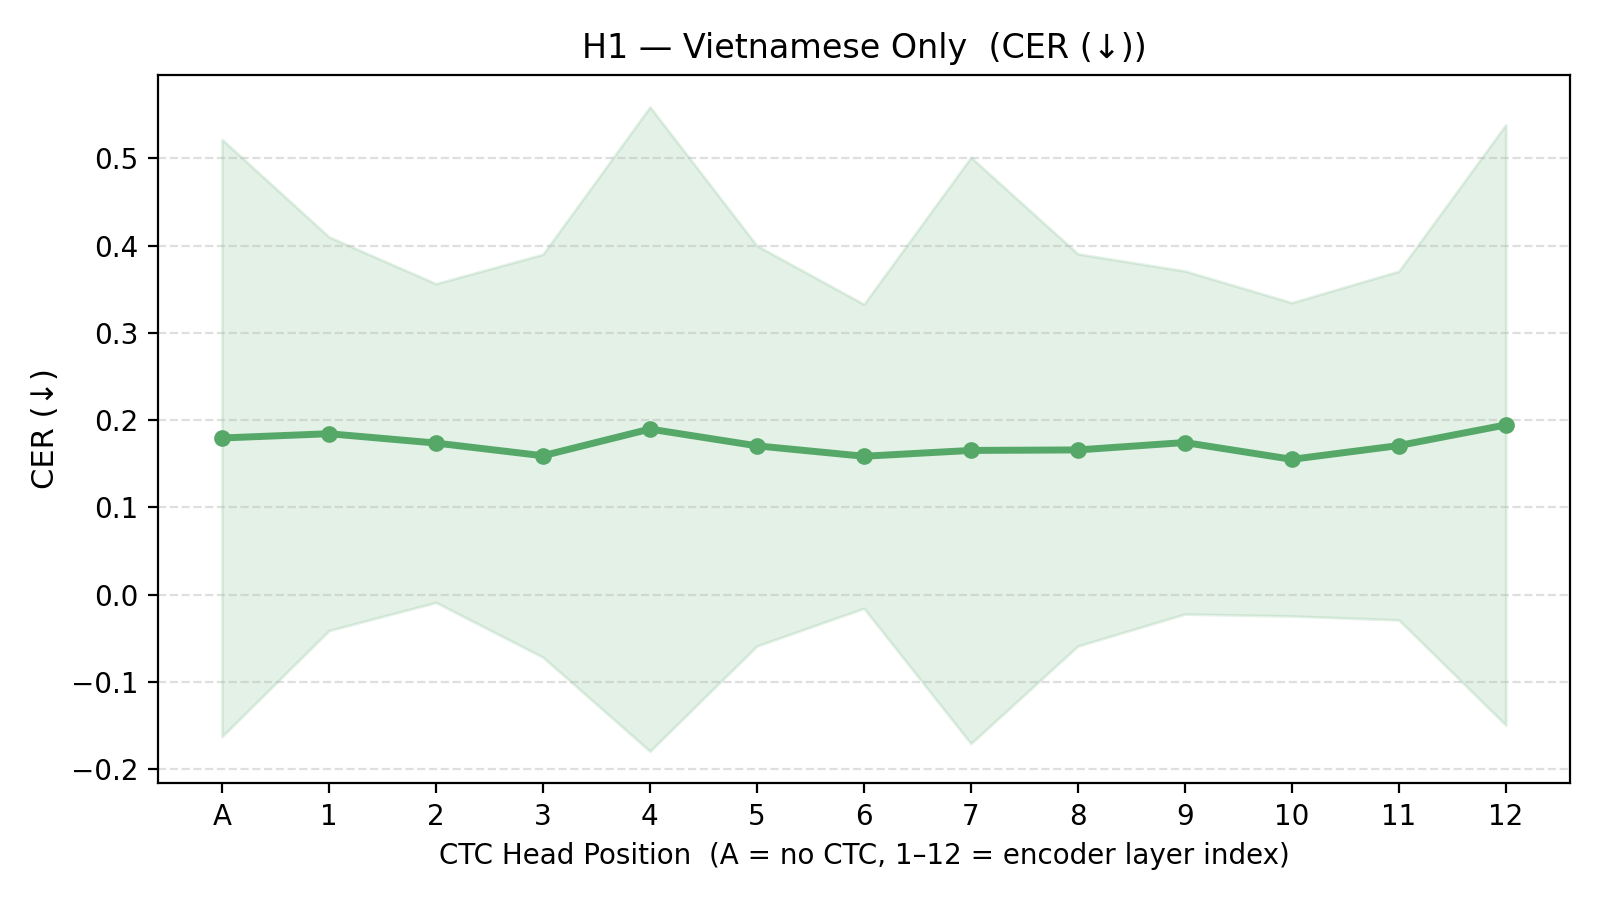 H1 — Vietnamese Only (CER (↓))
CER (↓)
0.5
0.4
0.3
0.2
0.1
0.0
−0.1
−0.2
A 1 2 3 4 5 6 7 8 9 10 11 12
CTC Head Position (A = no CTC, 1–12 = encoder layer index)